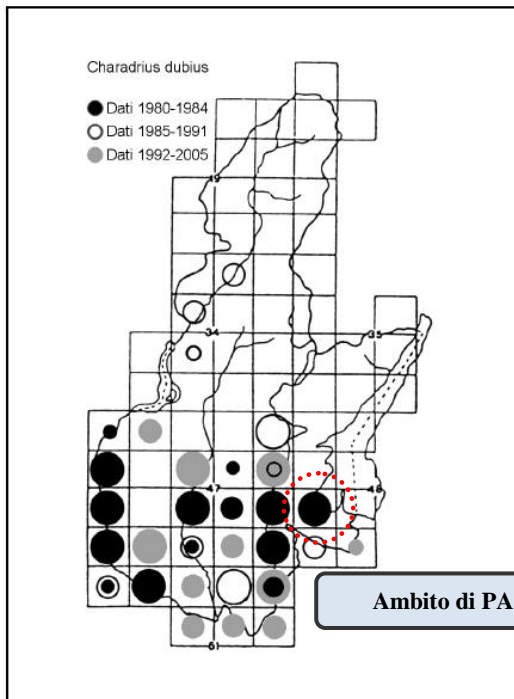 Charadrius dubius
Dati 1980-1984
Dati 1985-1991
Dati 1992-2005
49
34
35
47
48
61
Ambito di PA